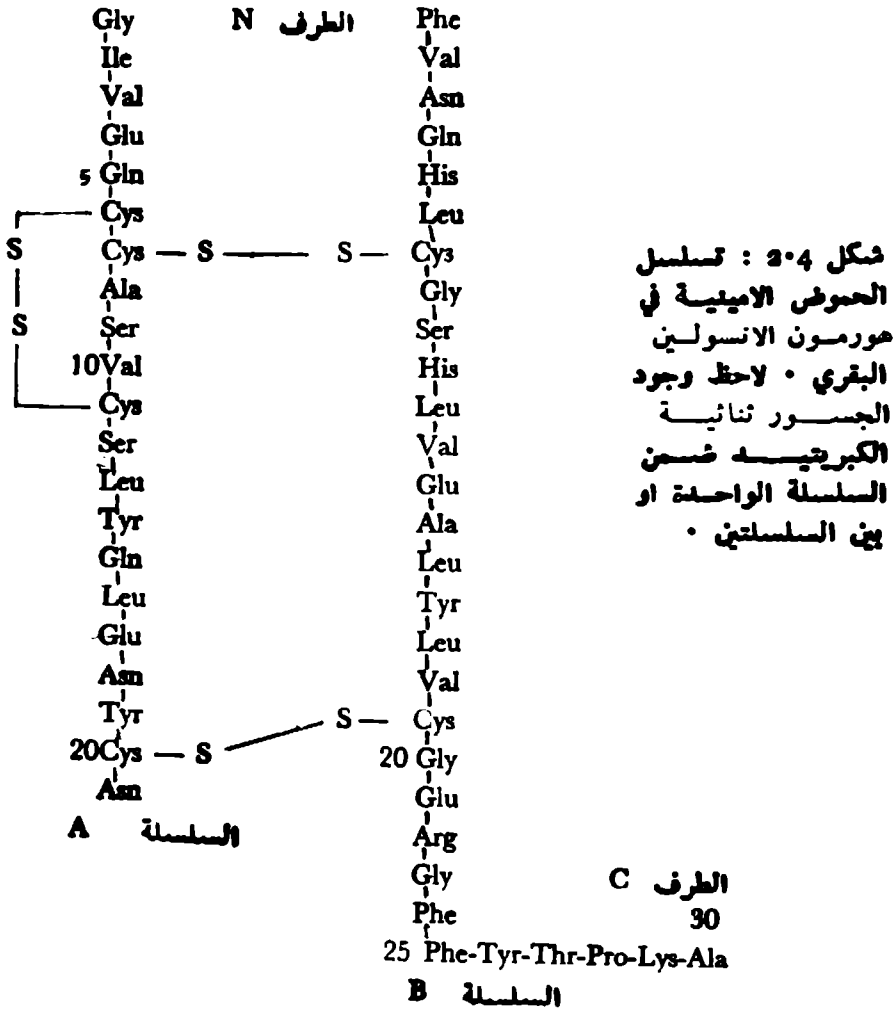 Gly الطرف N Phe
Ile Val
Val Asn
Glu Gln
5 Gln His
Cys Leu
S Cys — S — S — Cys
Ala Gly
S Ser Ser
10 Val His
Cys Leu
Ser Val
Leu Glu
Tyr Ala
Gln Leu
Leu Tyr
Glu Leu
Asn Val
Tyr S — Cys
20 Cys — S 20 Gly
Asn Glu
السلسلة A Arg
Gly
Phe
25 Phe-Tyr-Thr-Pro-Lys-Ala
السلسلة B
الطرف C
30
شكل 2.4 : تسلسل
الحموض الامينية في
هورمون الانسولين
البقري . لاحظ وجود
الجسور ثنائية
الكبريتيد ضمن
السلسلة الواحدة او
بين السلسلتين .